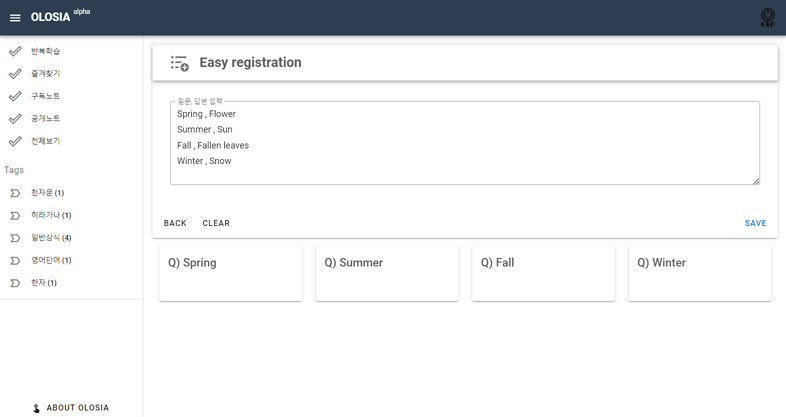 OLOSIA alpha
반복학습
즐겨찾기
구독노트
공개노트
전체보기
Tags
천자문 (1)
히라가나 (1)
일반상식 (4)
영어단어 (1)
한자 (1)
ABOUT OLOSIA
Easy registration
질문, 답변 입력
Spring , Flower
Summer , Sun
Fall , Fallen leaves
Winter , Snow
BACK CLEAR SAVE
Q) Spring Q) Summer Q) Fall Q) Winter